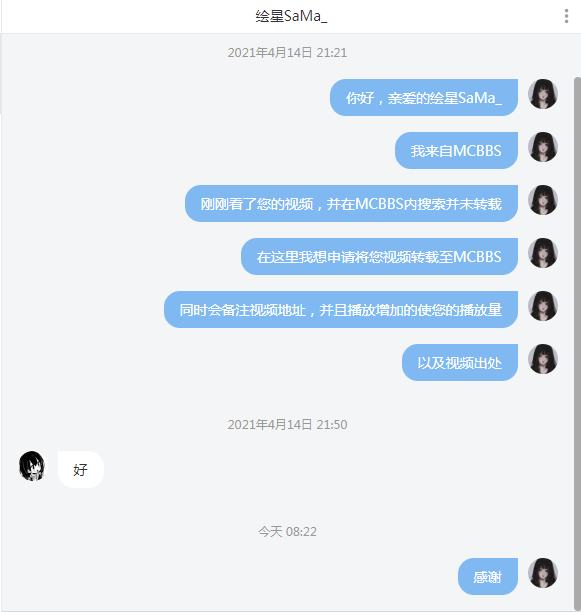 绘星SaMa_
2021年4月14日 21:21
你好，亲爱的绘星SaMa_
我来自MCBBS
刚刚看了您的视频，并在MCBBS内搜索并未转载
在这里我想申请将您视频转载至MCBBS
同时会备注视频地址，并且播放增加的使您的播放量
以及视频出处
2021年4月14日 21:50
好
今天 08:22
感谢